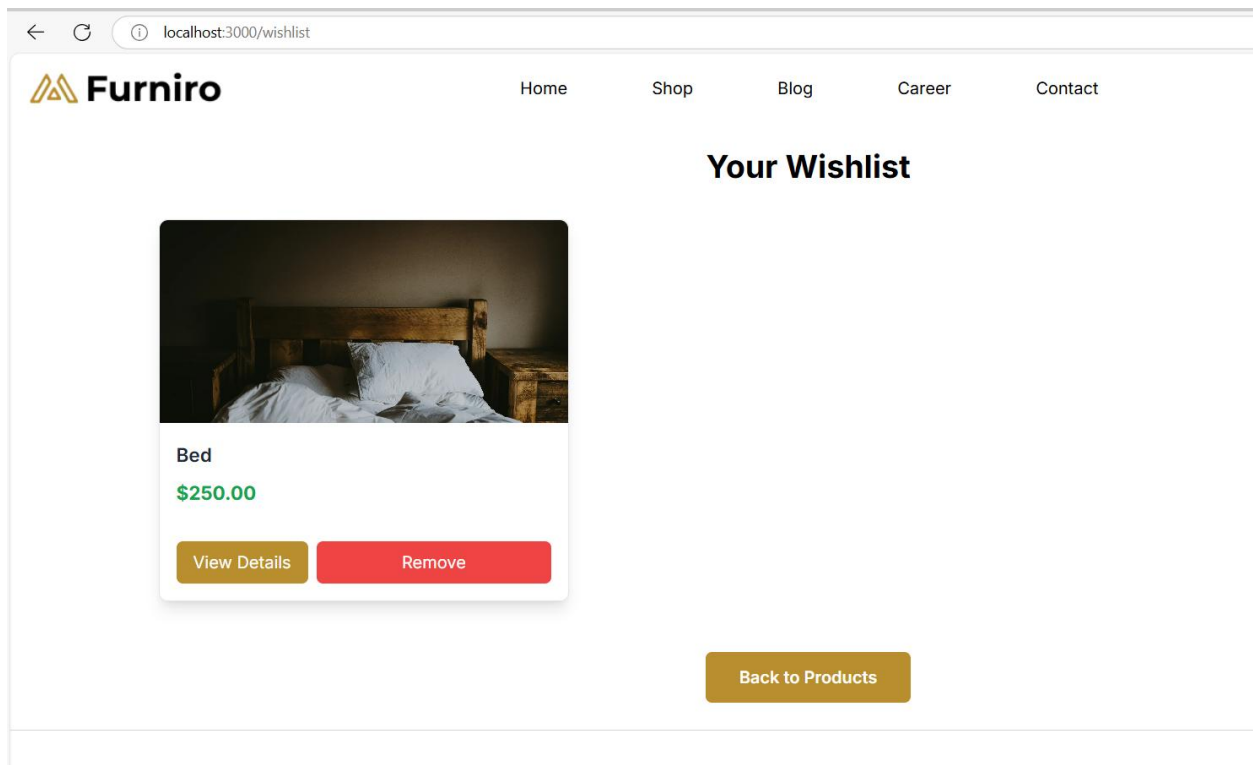 localhost:3000/wishlist
Furniro Home Shop Blog Career Contact
Your Wishlist
Bed
$250.00
View Details Remove
Back to Products